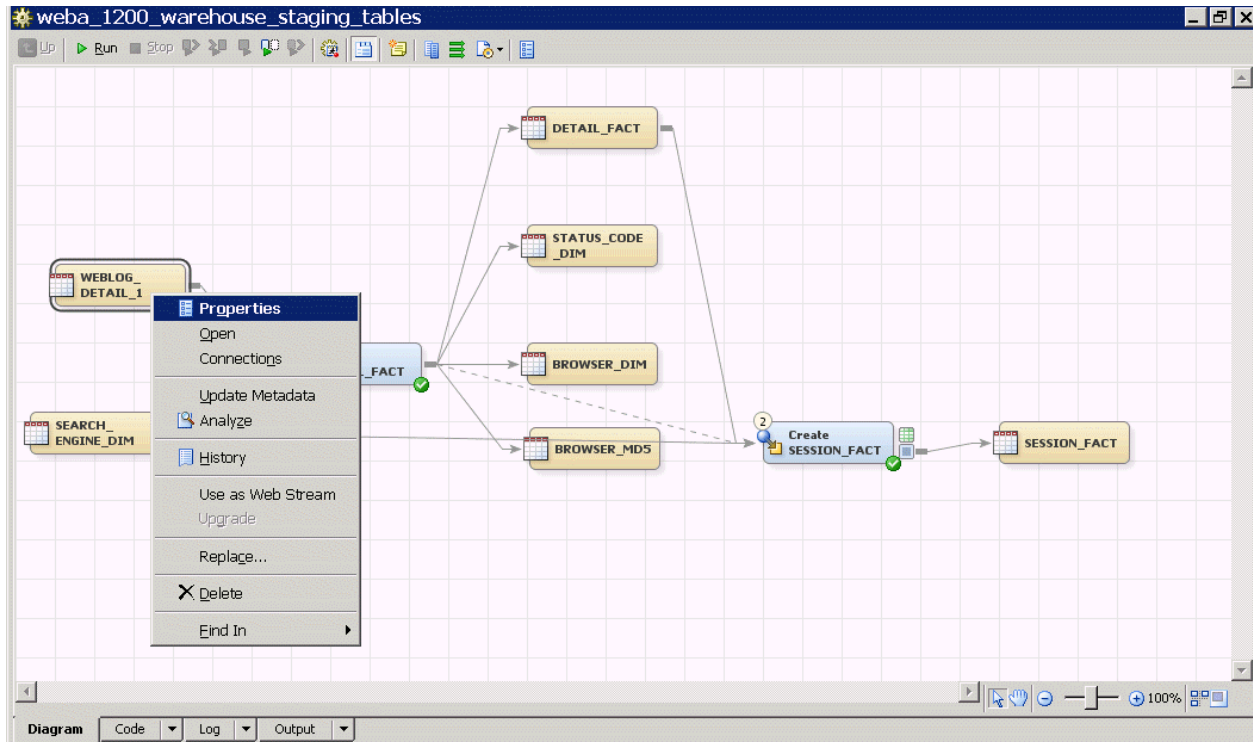 weba_1200_warehouse_staging_tables
Up Run Stop
DETAIL_FACT
STATUS_CODE
_DIM
WEBLOG_
DETAIL_1
Properties
Open
Connections
_FACT
BROWSER_DIM
Update Metadata
SEARCH_
ENGINE_DIM
Analyze
BROWSER_MD5
2
Create
SESSION_FACT
SESSION_FACT
History
Use as Web Stream
Upgrade
Replace...
Delete
Find In
100%
Diagram Code Log Output